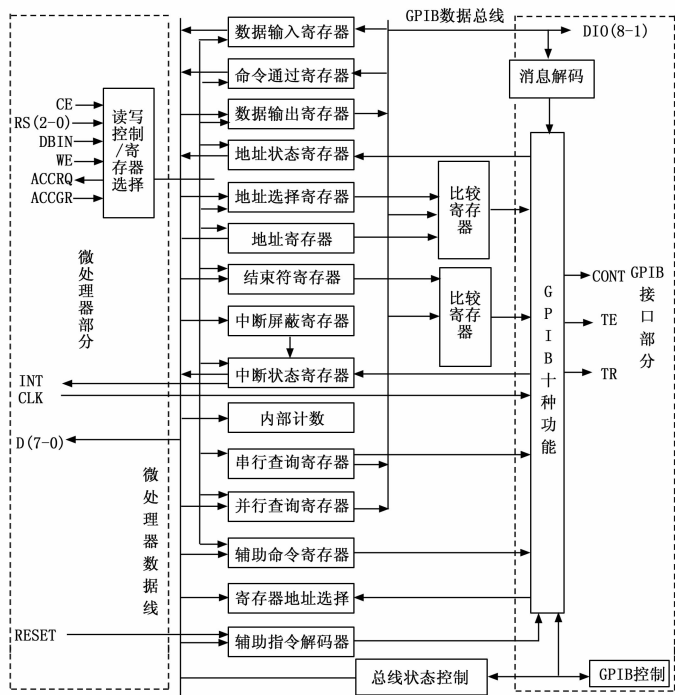 GPIB数据总线
DIO(8-1)
数据输入寄存器
命令通过寄存器
数据输出寄存器
地址状态寄存器
地址选择寄存器
地址寄存器
结束符寄存器
中断屏蔽寄存器
中断状态寄存器
内部计数
串行查询寄存器
并行查询寄存器
辅助命令寄存器
寄存器地址选择
辅助指令解码器
总线状态控制
CE
RS(2-0)
DBIN
WE
ACCRQ
ACCGR
读写
控制
/寄
存器
选择
微处理器部分
INT
CLK
D(7-0)
微处理器数据线
RESET
消息解码
比较
寄存
器
比较
寄存
器
GPIB十种功能
CONT
TE
TR
GPIB
接口部分
GPIB控制